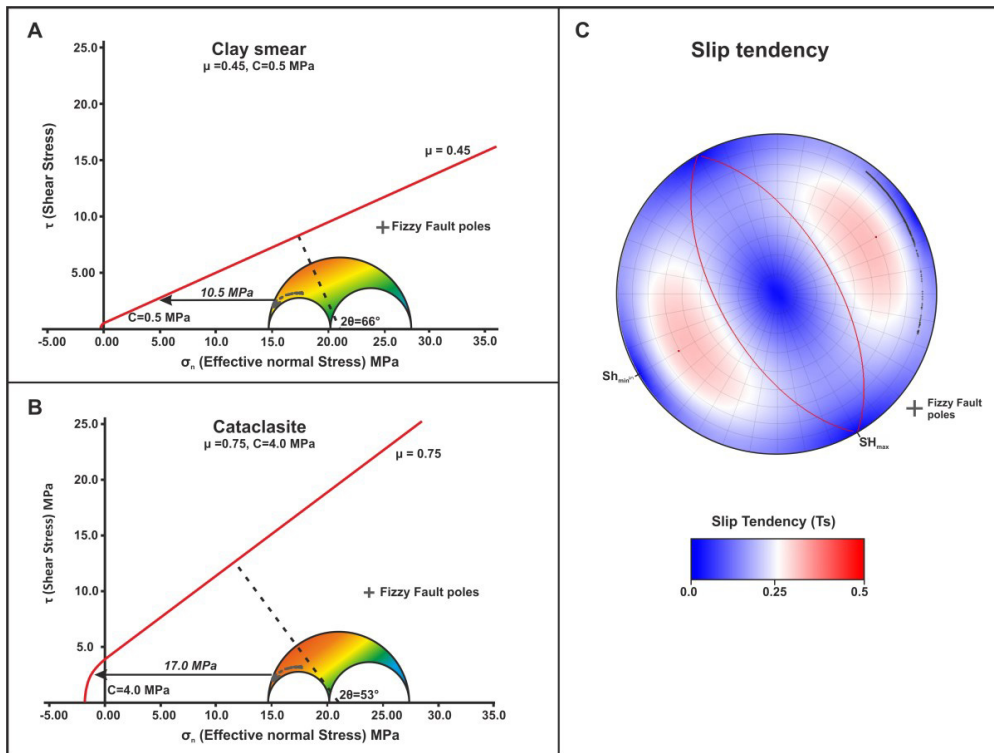 A
Clay smear
μ =0.45, C=0.5 MPa
25.0
20.0
15.0
10.0
5.00
0.00
τ (Shear Stress)
μ = 0.45
Fizzy Fault poles
10.5 MPa
C=0.5 MPa
2θ=66°
-5.00 0.00 5.00 10.0 15.0 20.0 25.0 30.0 35.0
σn (Effective normal Stress) MPa
B
Cataclasite
μ =0.75, C=4.0 MPa
25.0
20.0
15.0
10.0
5.0
τ (Shear Stress) MPa
μ = 0.75
Fizzy Fault poles
17.0 MPa
C=4.0 MPa
2θ=53°
-5.00 0.00 5.00 10.0 15.0 20.0 25.0 30.0 35.0
σn (Effective normal Stress) MPa
C
Slip tendency
Shmin
SHmax
Fizzy Fault
poles
Slip Tendency (Ts)
0.0 0.25 0.5